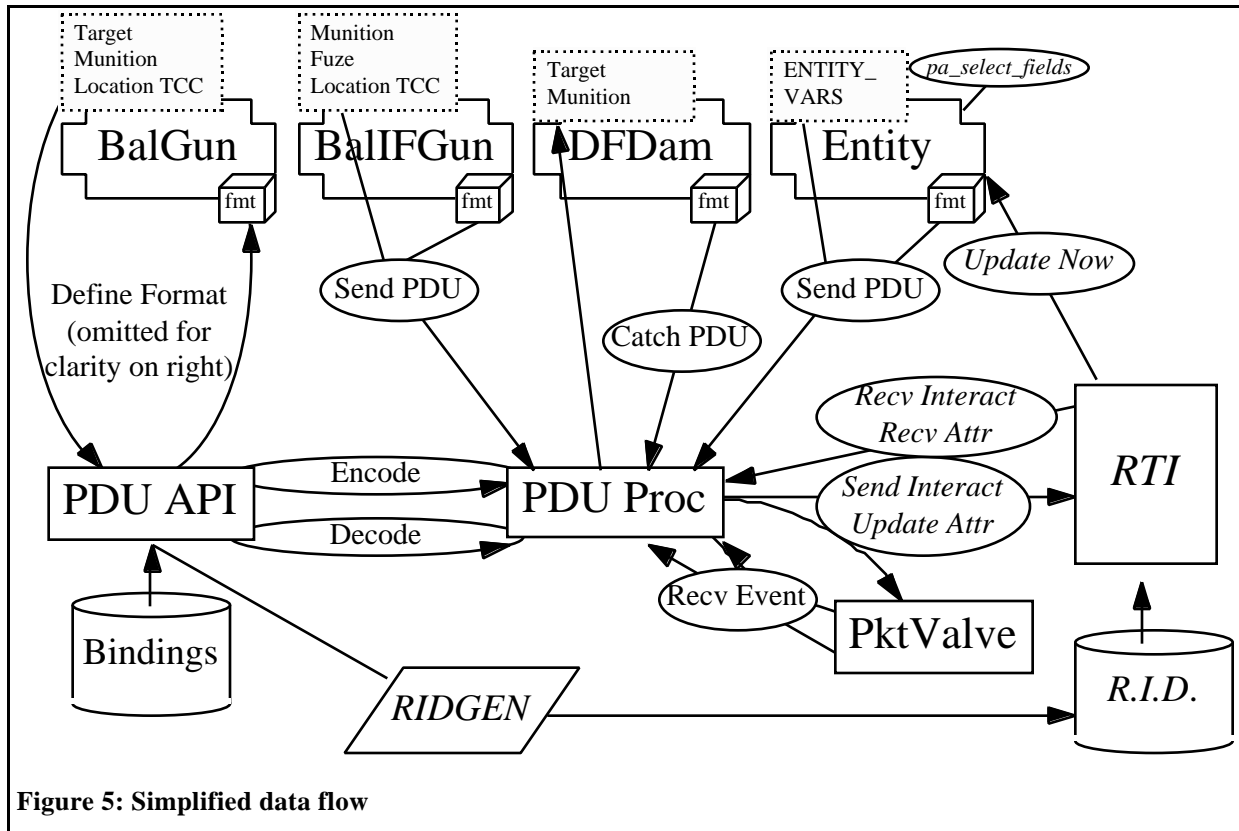 Target
Munition
Location TCC
Munition
Fuze
Location TCC
Target
Munition
ENTITY_
VARS
pa_select_fields
BalGun
BalIFGun
DFDam
Entity
fmt
fmt
fmt
fmt
Define Format
(omitted for
clarity on right)
Send PDU
Catch PDU
Send PDU
Update Now
Recv Interact
Recv Attr
Send Interact
Update Attr
RTI
PDU API
Encode
Decode
PDU Proc
Recv Event
PktValve
Bindings
RIDGEN
R.I.D.
Figure 5: Simplified data flow